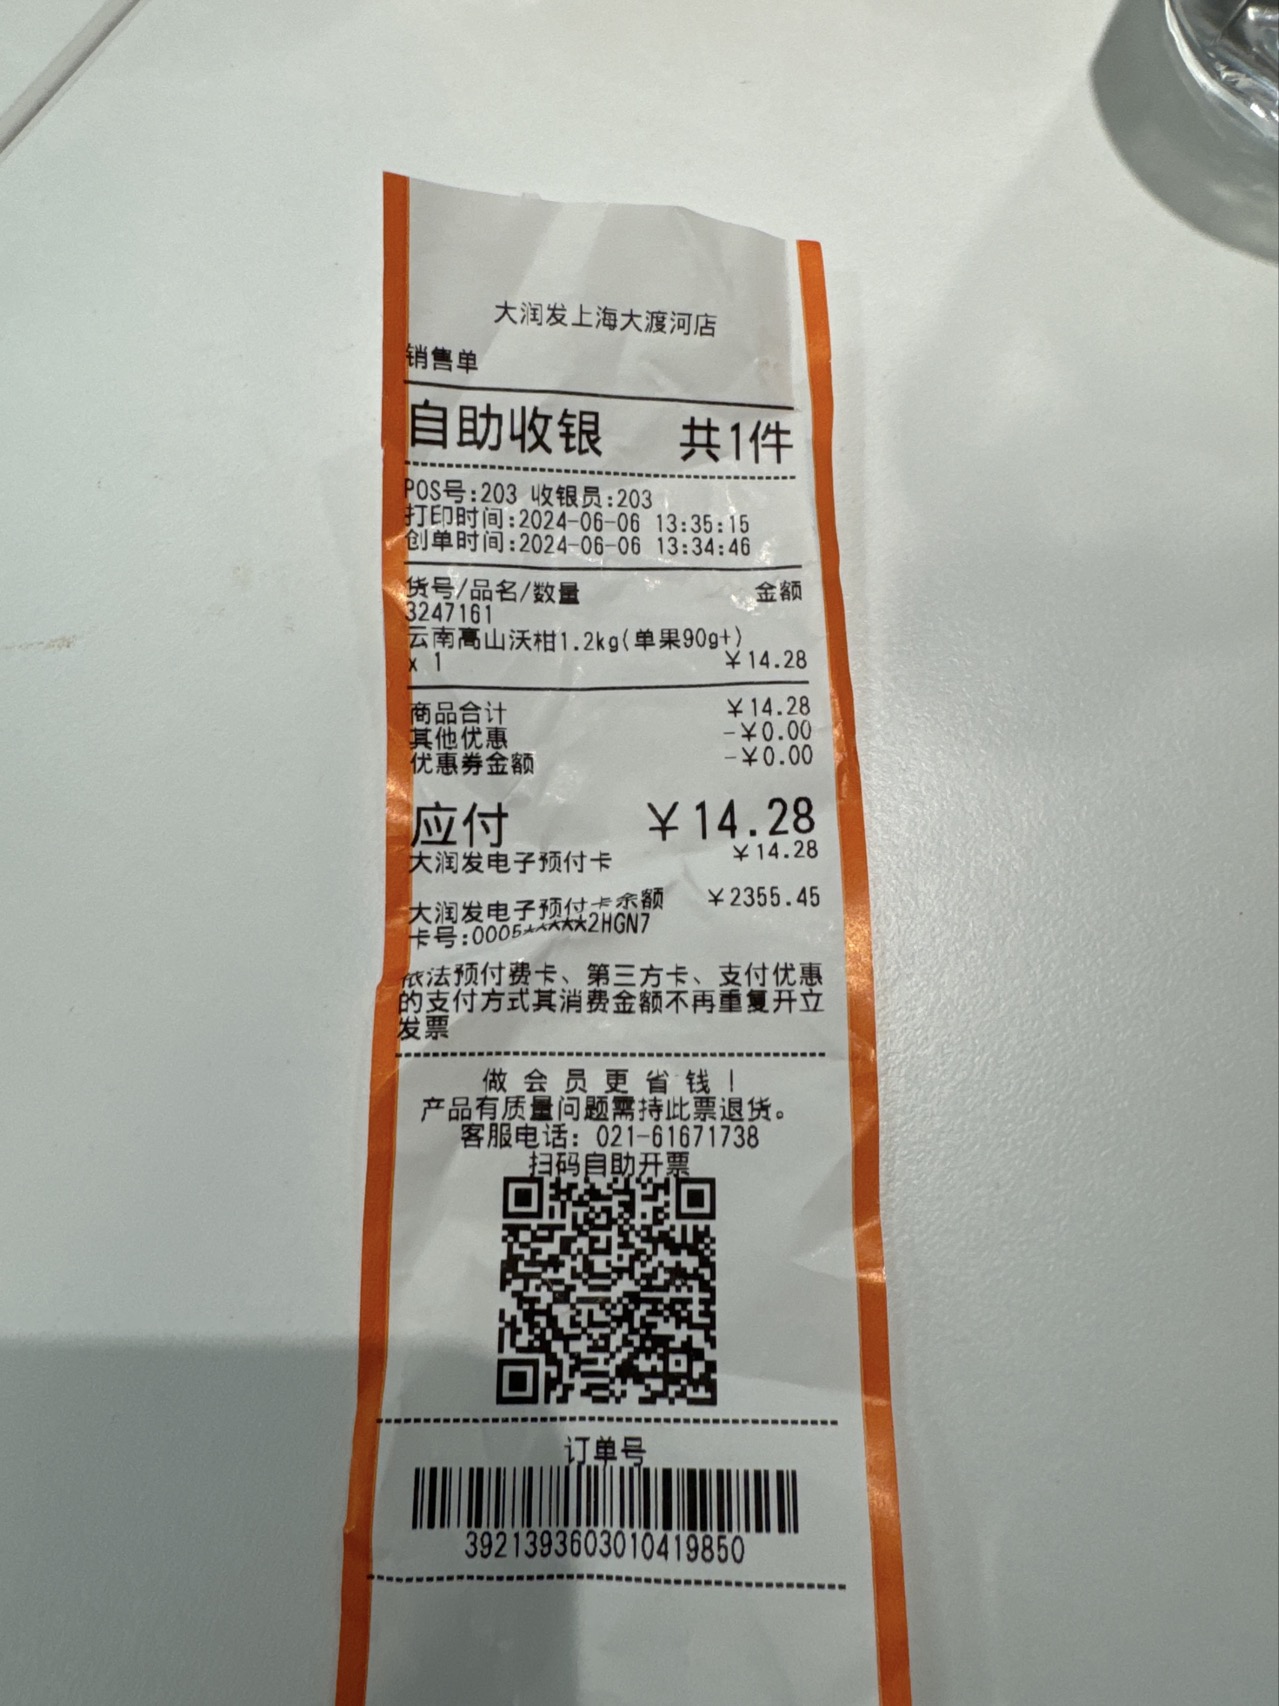 大润发上海大渡河店
销售单
自助收银 共1件
POS号:203 收银员:203
打印时间:2024-06-06 13:35:15
创单时间:2024-06-06 13:34:46
货号/品名/数量 金额
3247161
云南高山沃柑1.2kg(单果90g+)
x 1 ￥14.28
商品合计 ￥14.28
其他优惠 -￥0.00
优惠券金额 -￥0.00
应付 ￥14.28
大润发电子预付卡 ￥14.28
大润发电子预付卡余额 ￥2355.45
卡号:0005*****2HGN7
依法预付费卡、第三方卡、支付优惠
的支付方式其消费金额不再重复开立
发票
做会员更省钱!
产品有质量问题需持此票退货。
客服电话：021-61671738
扫码自助开票
订单号
3921393603010419850